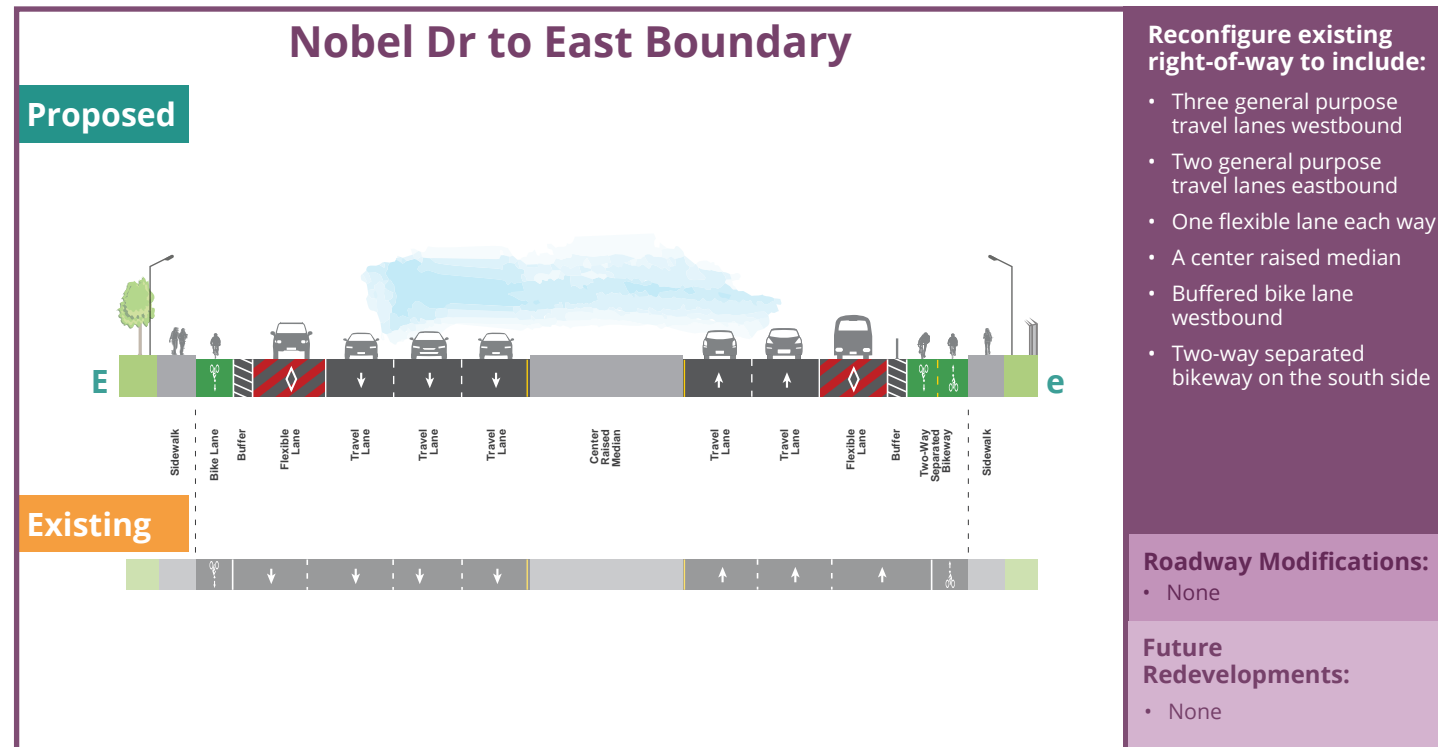 Nobel Dr to East Boundary
Proposed
E
e
Sidewalk
Bike Lane
Buffer
Flexible
Lane
Travel
Lane
Travel
Lane
Travel
Lane
Center
Raised
Median
Travel
Lane
Travel
Lane
Flexible
Lane
Buffer
Two-Way
Separated
Bikeway
Sidewalk
Existing
Reconfigure existing
right-of-way to include:
• Three general purpose
travel lanes westbound
• Two general purpose
travel lanes eastbound
• One flexible lane each way
• A center raised median
• Buffered bike lane
westbound
• Two-way separated
bikeway on the south side
Roadway Modifications:
• None
Future
Redevelopments:
• None